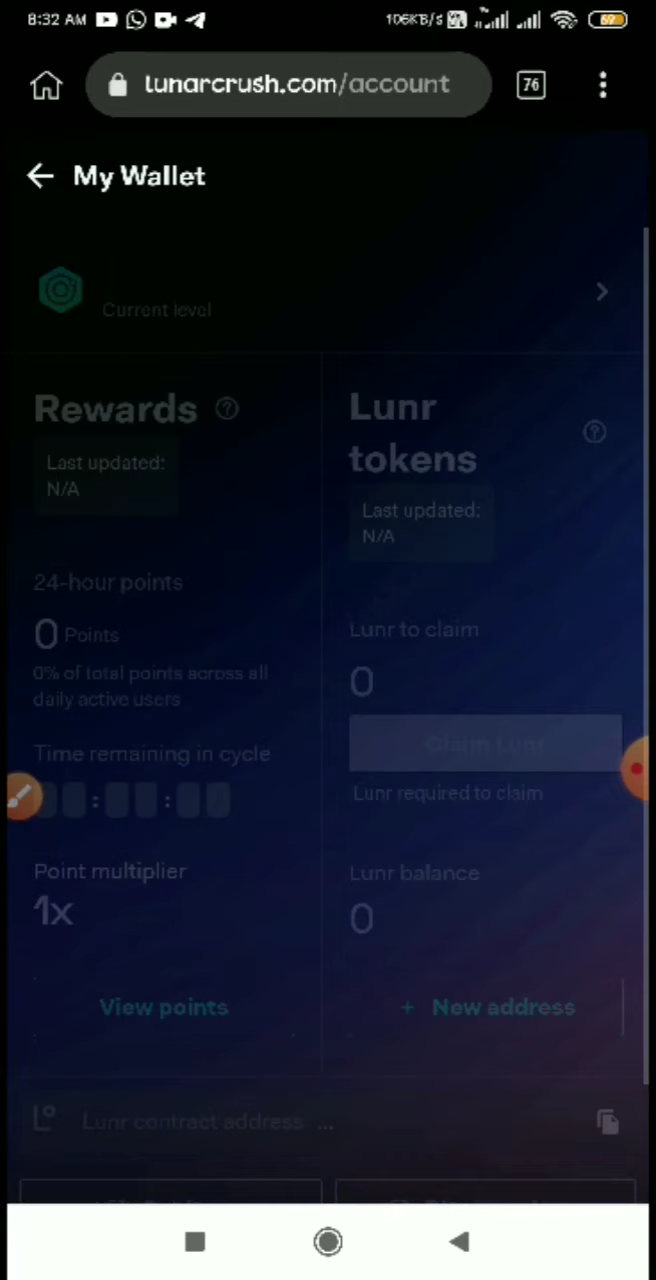 8:32 AM
106KB/s
69
lunarcrush.com/account
76
My Wallet
Current level
Rewards
Lunr
tokens
Last updated:
N/A
Last updated:
N/A
24-hour points
0 Points
0% of total points across all
daily active users
Lunr to claim
0
Claim Lunr
Time remaining in cycle
Lunr required to claim
Point multiplier
1x
Lunr balance
0
View points
+ New address
Lunr contract address ...